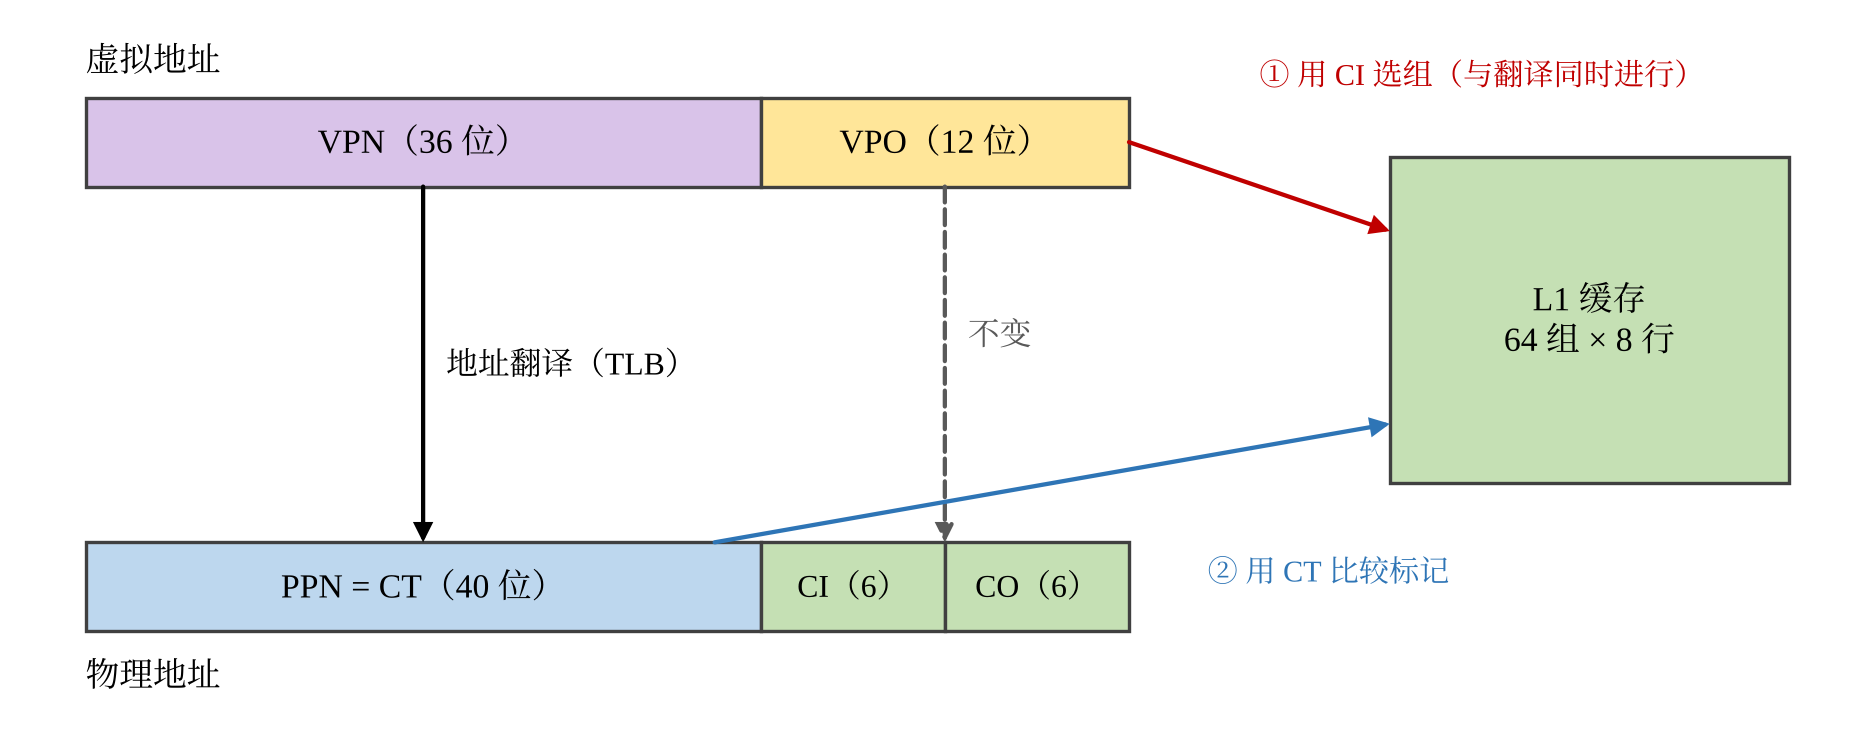 虚拟地址
① 用 CI 选组（与翻译同时进行）
VPN（36 位）
VPO（12 位）
L1 缓存
64 组 × 8 行
不变
地址翻译（TLB）
② 用 CT 比较标记
PPN = CT（40 位）
CI（6）
CO（6）
物理地址